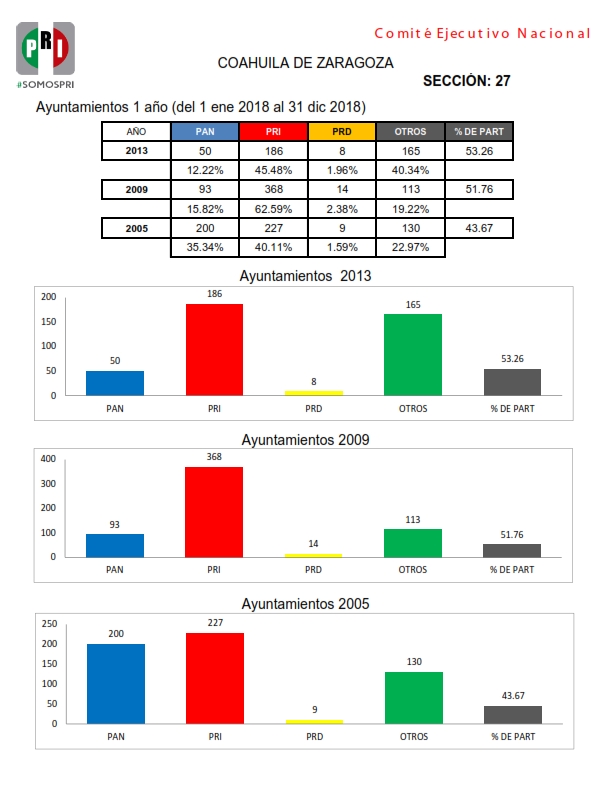 Comité Ejecutivo Nacional
PRI
#SOMOSPRI
COAHUILA DE ZARAGOZA
SECCIÓN: 27
Ayuntamientos 1 año (del 1 ene 2018 al 31 dic 2018)
AÑO PAN PRI PRD OTROS % DE PART
2013 50 186 8 165 53.26
12.22% 45.48% 1.96% 40.34%
2009 93 368 14 113 51.76
15.82% 62.59% 2.38% 19.22%
2005 200 227 9 130 43.67
35.34% 40.11% 1.59% 22.97%
Ayuntamientos 2013
200
150
100
50
0
50 186 8 165 53.26
PAN PRI PRD OTROS % DE PART
Ayuntamientos 2009
400
300
200
100
0
93 368 14 113 51.76
PAN PRI PRD OTROS % DE PART
Ayuntamientos 2005
250
200
150
100
50
0
200 227 9 130 43.67
PAN PRI PRD OTROS % DE PART